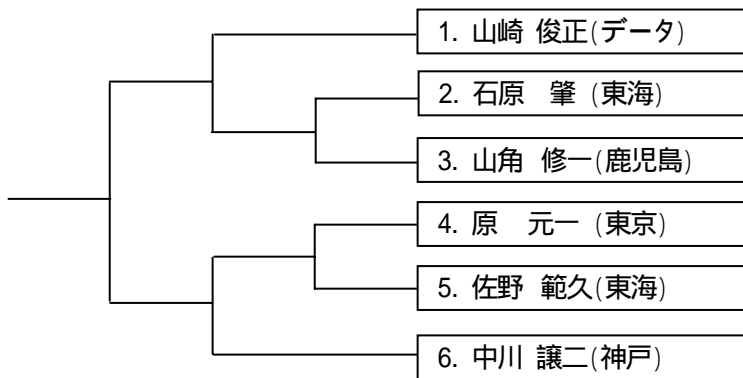 1. 山崎 俊正(データ)
2. 石原　肇 (東海)
3. 山角 修一(鹿児島)
4. 原　元一 (東京)
5. 佐野 範久(東海)
6. 中川 譲二(神戸)